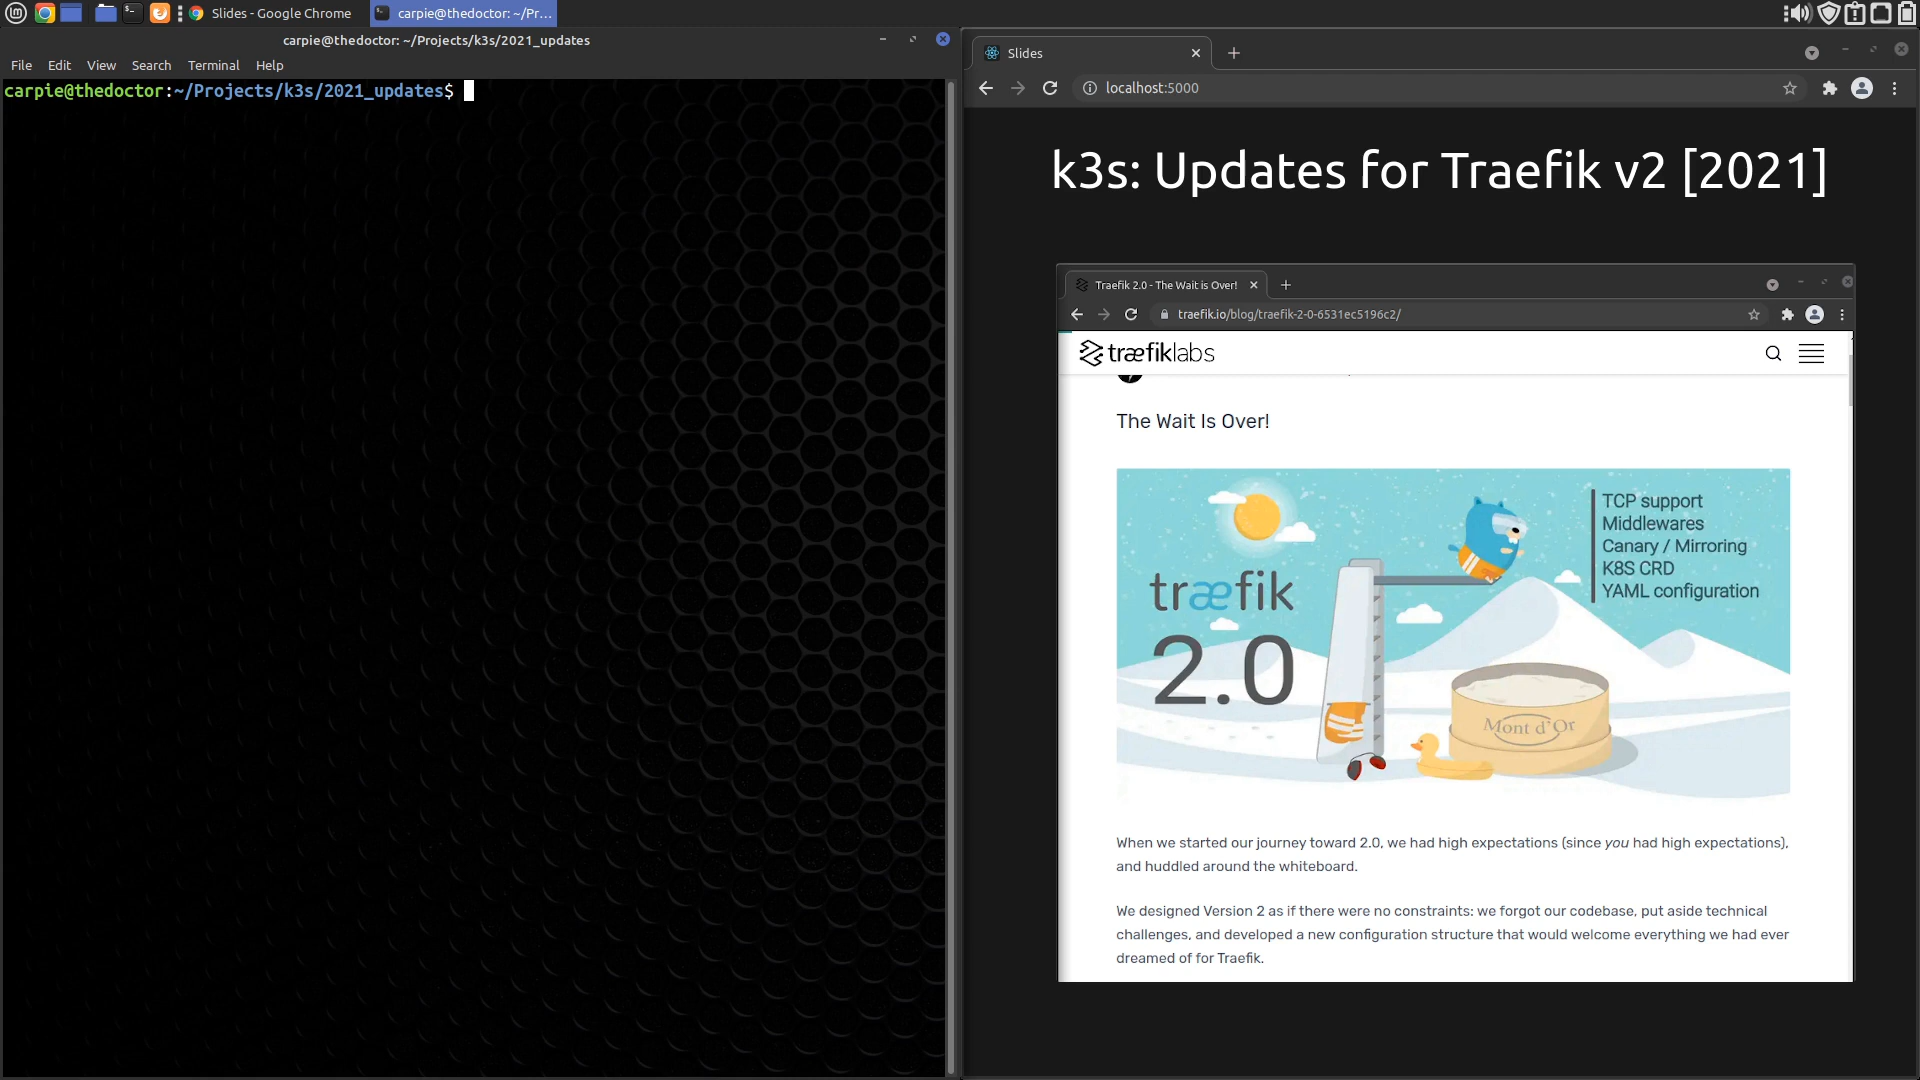 Slides - Google Chrome
carpie@thedoctor: ~/Pr...
carpie@thedoctor: ~/Projects/k3s/2021_updates
File Edit View Search Terminal Help
carpie@thedoctor:~/Projects/k3s/2021_updates$
Slides
localhost:5000
k3s: Updates for Traefik v2 [2021]
Traefik 2.0 - The Wait is Over!
traefik.io/blog/traefik-2-0-6531ec5196c2/
træfiklabs
The Wait Is Over!
TCP support
Middlewares
Canary / Mirroring
K8S CRD
YAML configuration
træfik
2.0
Mont d'Or
When we started our journey toward 2.0, we had high expectations (since you had high expectations),
and huddled around the whiteboard.
We designed Version 2 as if there were no constraints: we forgot our codebase, put aside technical
challenges, and developed a new configuration structure that would welcome everything we had ever
dreamed of for Traefik.